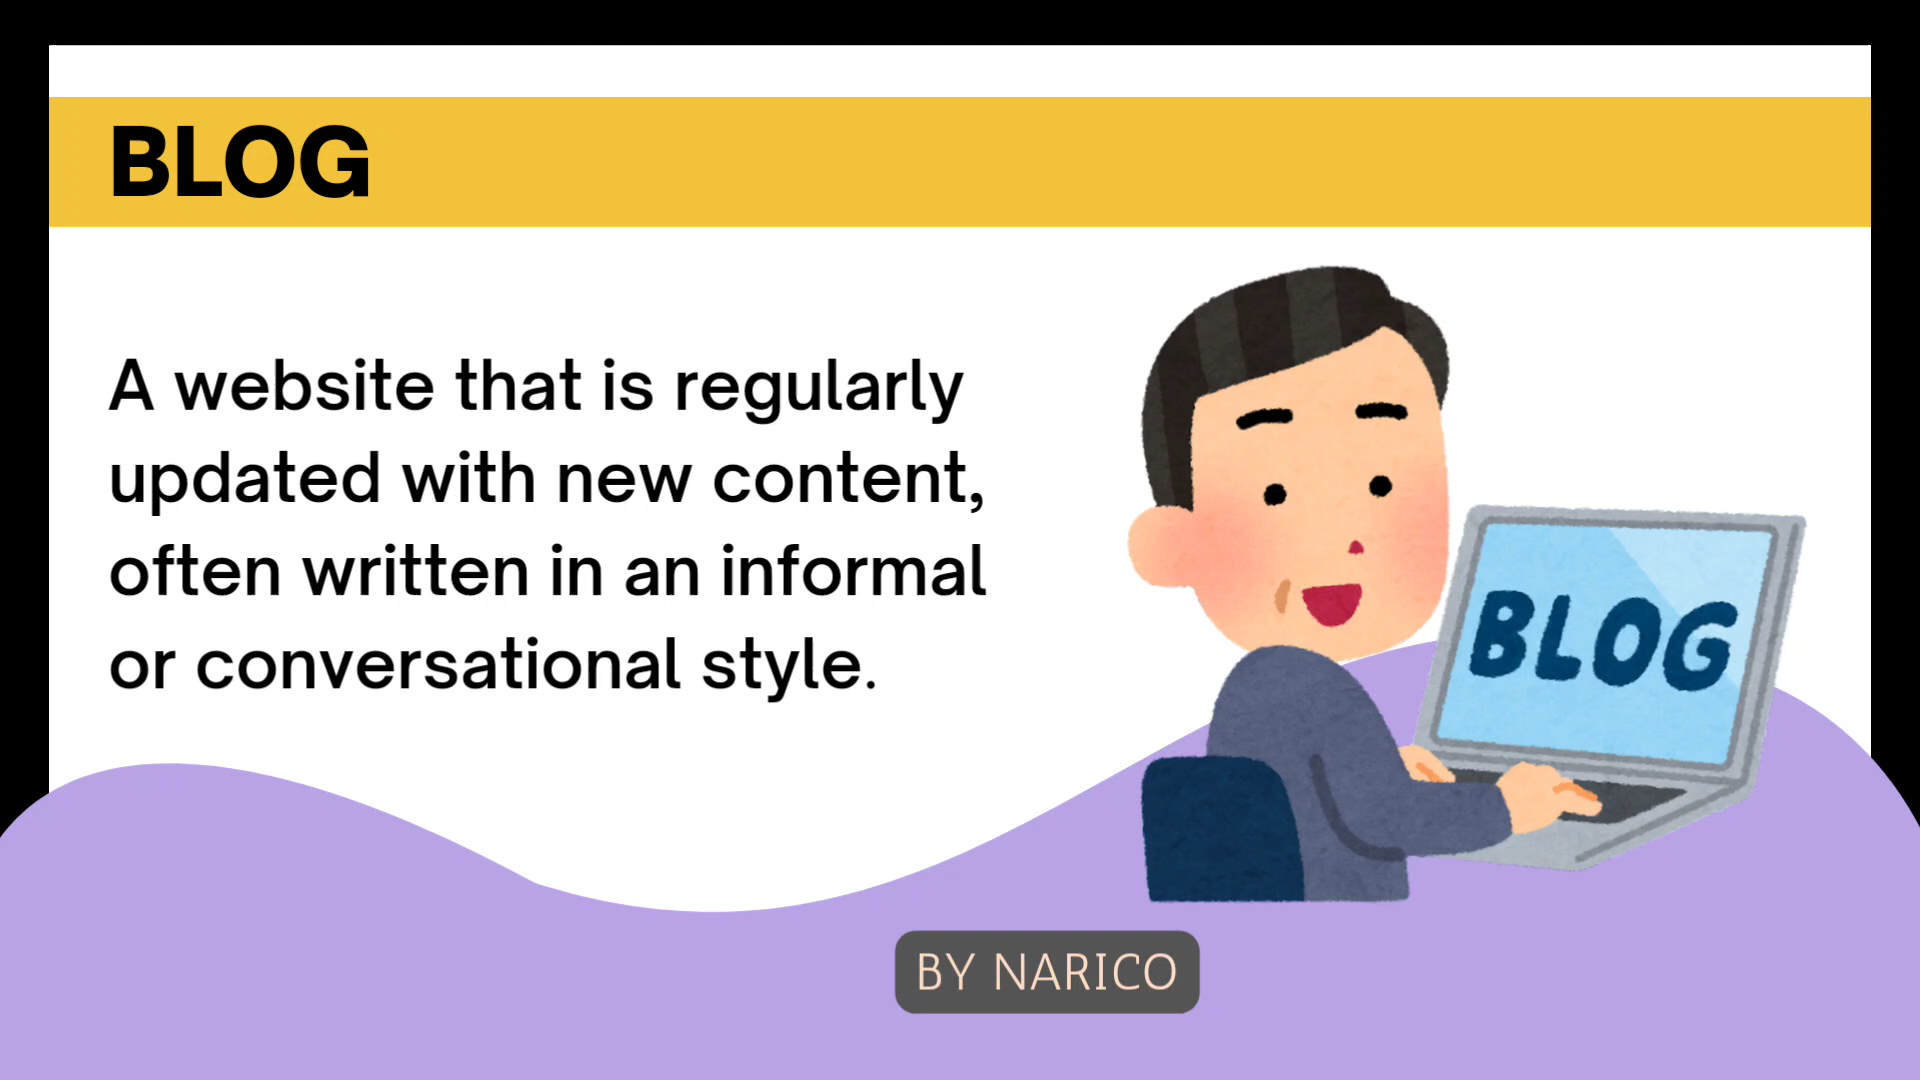 BLOG
A website that is regularly
updated with new content,
often written in an informal
or conversational style.
BLOG
BY NARICO